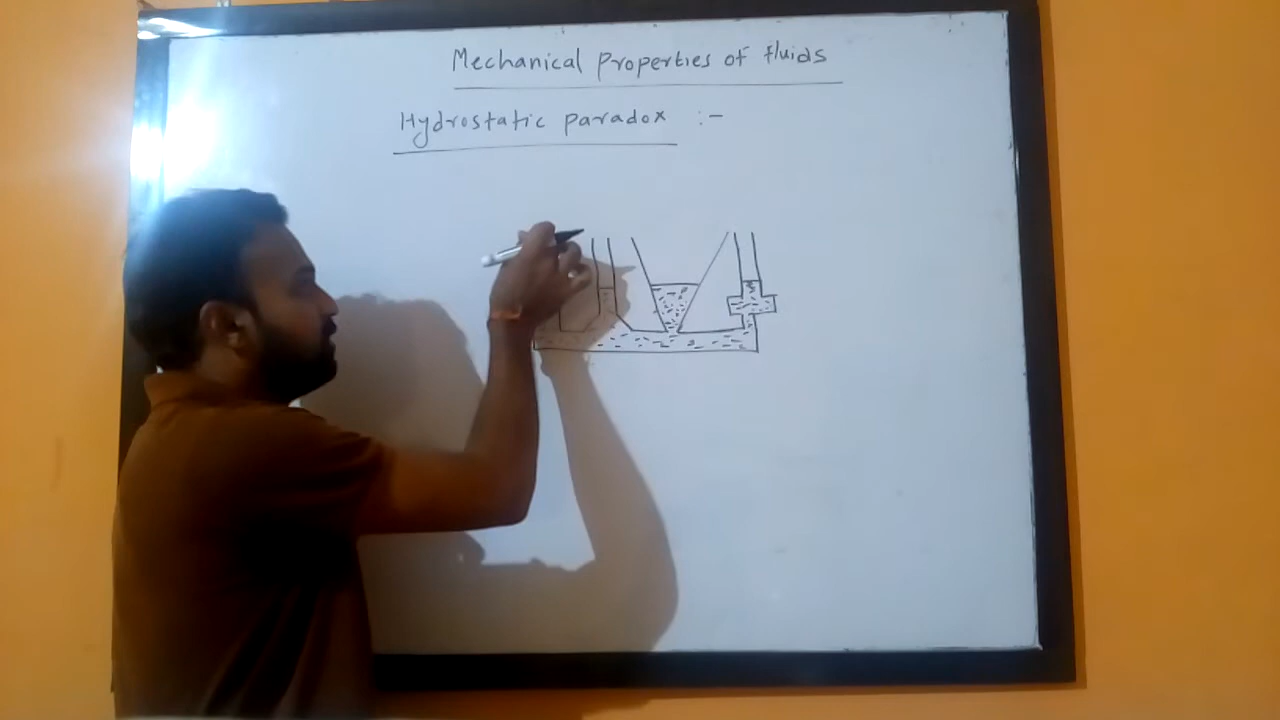 Mechanical properties of fluids
Hydrostatic paradox :-